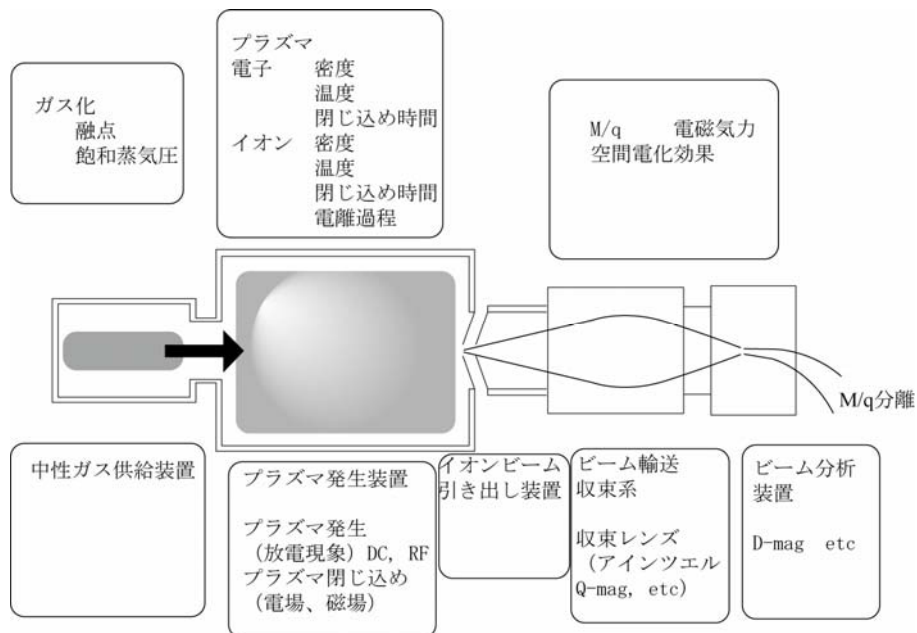 ガス化
融点
飽和蒸気圧
プラズマ
電子 密度
温度
閉じ込め時間
イオン 密度
温度
閉じ込め時間
電離過程
M/q 電磁気力
空間電化効果
M/q分離
中性ガス供給装置
プラズマ発生装置
プラズマ発生
(放電現象) DC, RF
プラズマ閉じ込め
(電場、磁場)
イオンビーム
引き出し装置
ビーム輸送
収束系
収束レンズ
(アインツエル
Q-mag, etc)
ビーム分析
装置
D-mag etc